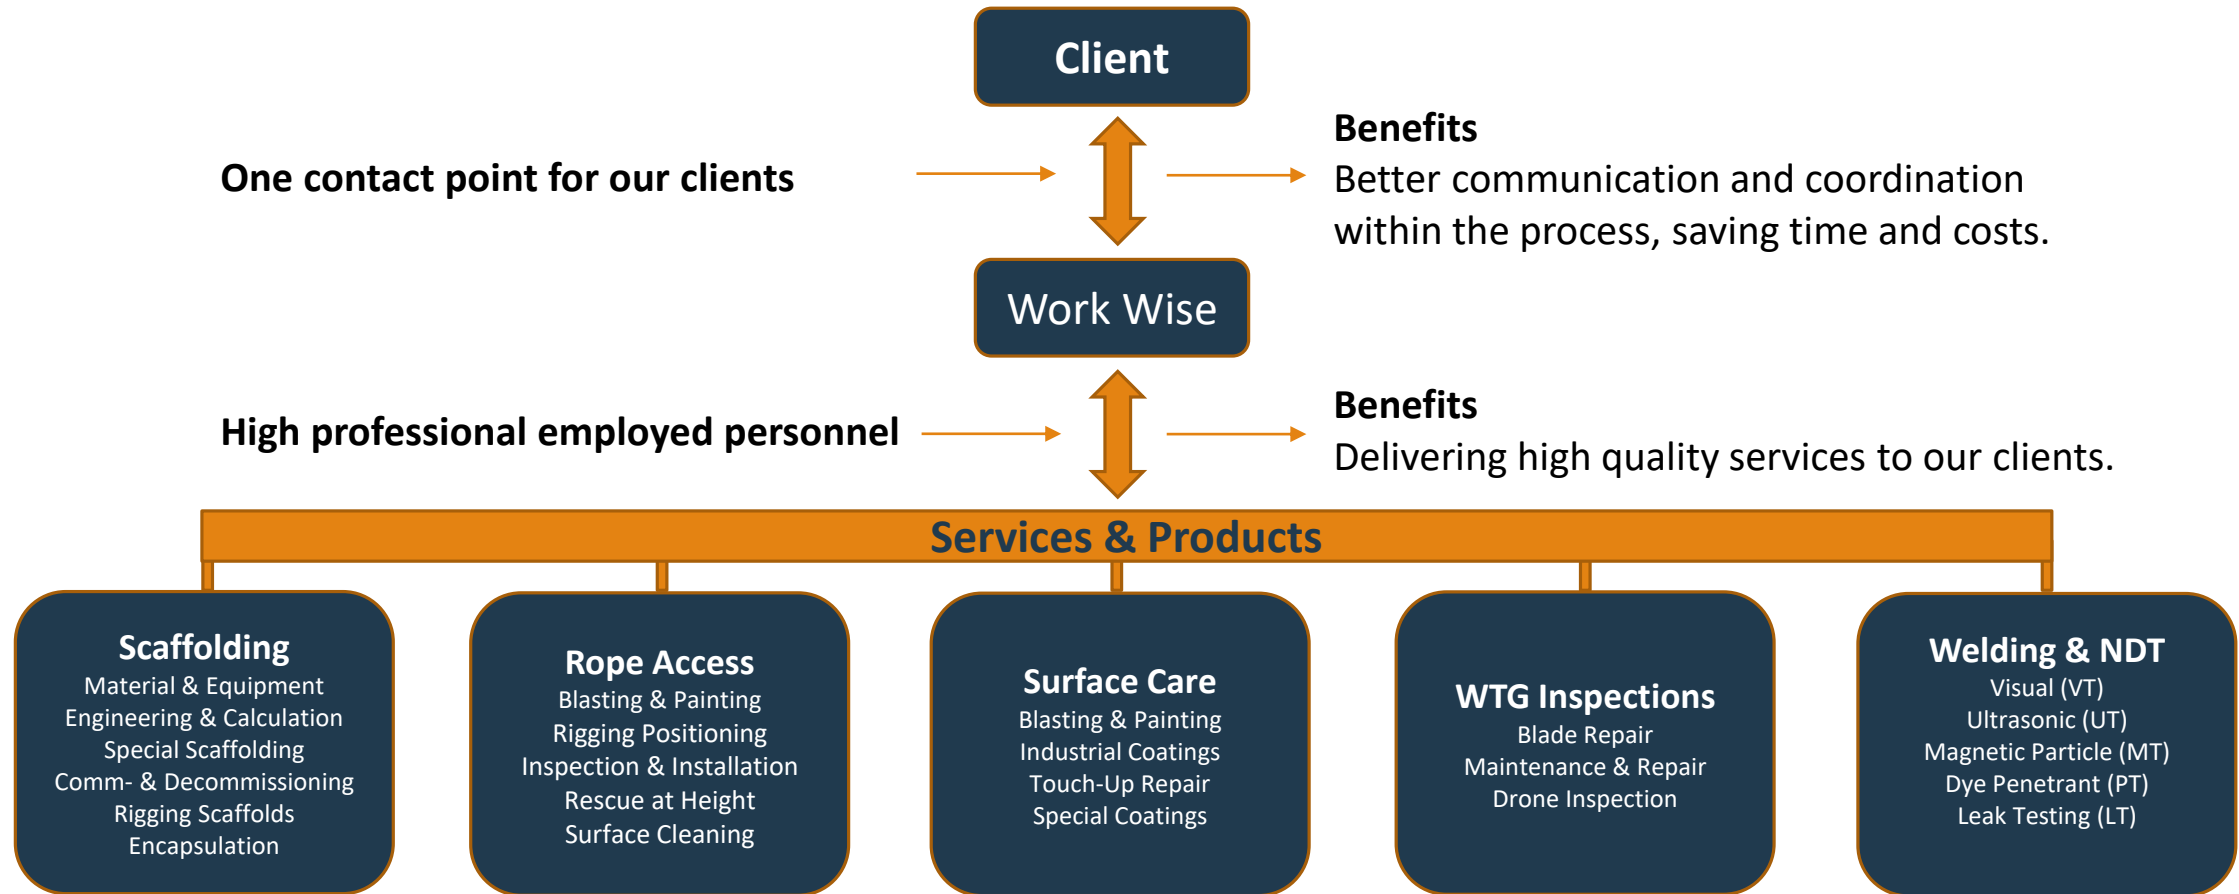 Client
One contact point for our clients
Benefits
Better communication and coordination
within the process, saving time and costs.
Work Wise
High professional employed personnel
Benefits
Delivering high quality services to our clients.
Services & Products
Scaffolding
Material & Equipment
Engineering & Calculation
Special Scaffolding
Comm- & Decommissioning
Rigging Scaffolds
Encapsulation
Rope Access
Blasting & Painting
Rigging Positioning
Inspection & Installation
Rescue at Height
Surface Cleaning
Surface Care
Blasting & Painting
Industrial Coatings
Touch-Up Repair
Special Coatings
WTG Inspections
Blade Repair
Maintenance & Repair
Drone Inspection
Welding & NDT
Visual (VT)
Ultrasonic (UT)
Magnetic Particle (MT)
Dye Penetrant (PT)
Leak Testing (LT)